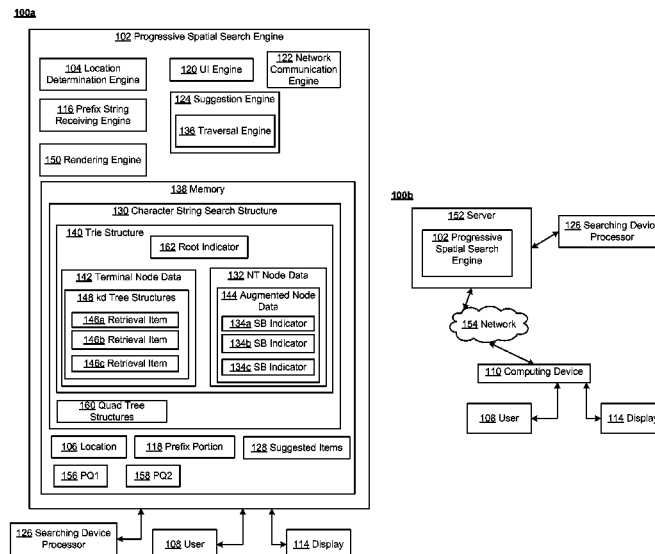 100a
102 Progressive Spatial Search Engine
104 Location
Determination Engine
120 UI Engine
122 Network
Communication
Engine
116 Prefix String
Receiving Engine
124 Suggestion Engine
136 Traversal Engine
150 Rendering Engine
138 Memory
130 Character String Search Structure
140 Trie Structure
162 Root Indicator
142 Terminal Node Data
148 kd Tree Structures
146a Retrieval Item
146b Retrieval Item
146c Retrieval Item
132 NT Node Data
144 Augmented Node
Data
134a SB Indicator
134b SB Indicator
134c SB Indicator
160 Quad Tree
Structures
106 Location
118 Prefix Portion
128 Suggested Items
156 PQ1
158 PQ2
126 Searching Device
Processor
108 User
114 Display
100b
152 Server
102 Progressive
Spatial Search
Engine
126 Searching Device
Processor
154 Network
110 Computing Device
108 User
114 Display